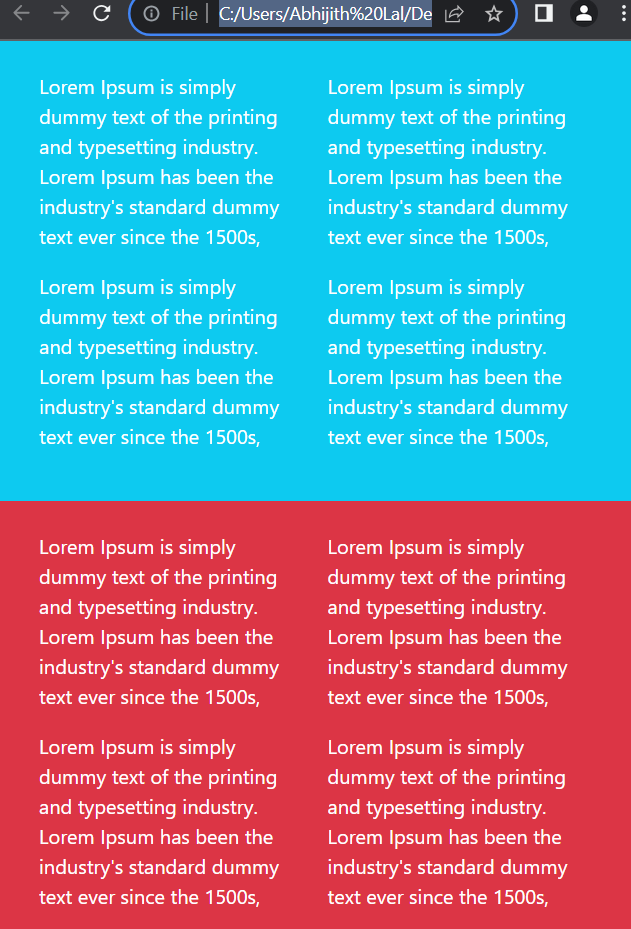 File | C:/Users/Abhijith%20Lal/De
Lorem Ipsum is simply
dummy text of the printing
and typesetting industry.
Lorem Ipsum has been the
industry's standard dummy
text ever since the 1500s,
Lorem Ipsum is simply
dummy text of the printing
and typesetting industry.
Lorem Ipsum has been the
industry's standard dummy
text ever since the 1500s,
Lorem Ipsum is simply
dummy text of the printing
and typesetting industry.
Lorem Ipsum has been the
industry's standard dummy
text ever since the 1500s,
Lorem Ipsum is simply
dummy text of the printing
and typesetting industry.
Lorem Ipsum has been the
industry's standard dummy
text ever since the 1500s,
Lorem Ipsum is simply
dummy text of the printing
and typesetting industry.
Lorem Ipsum has been the
industry's standard dummy
text ever since the 1500s,
Lorem Ipsum is simply
dummy text of the printing
and typesetting industry.
Lorem Ipsum has been the
industry's standard dummy
text ever since the 1500s,
Lorem Ipsum is simply
dummy text of the printing
and typesetting industry.
Lorem Ipsum has been the
industry's standard dummy
text ever since the 1500s,
Lorem Ipsum is simply
dummy text of the printing
and typesetting industry.
Lorem Ipsum has been the
industry's standard dummy
text ever since the 1500s,